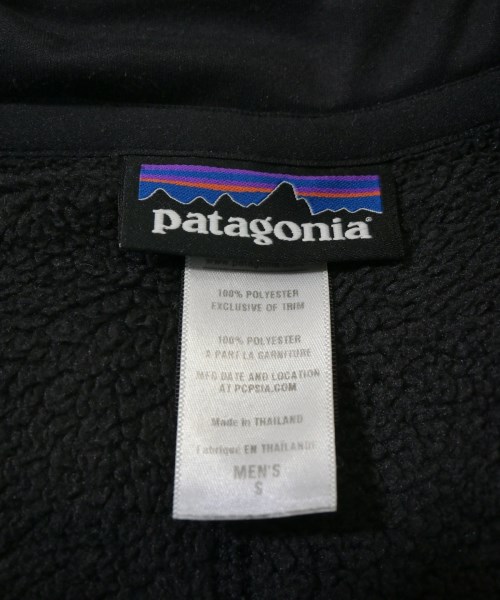 patagonia®
100% POLYESTER
EXCLUSIVE OF TRIM
100% POLYESTER
A PART LA GARNITURE
MFG DATE AND LOCATION
AT PCPSIA.COM
Made in THAILAND
Fabriqué EN THAÏLANDE
MEN'S
S